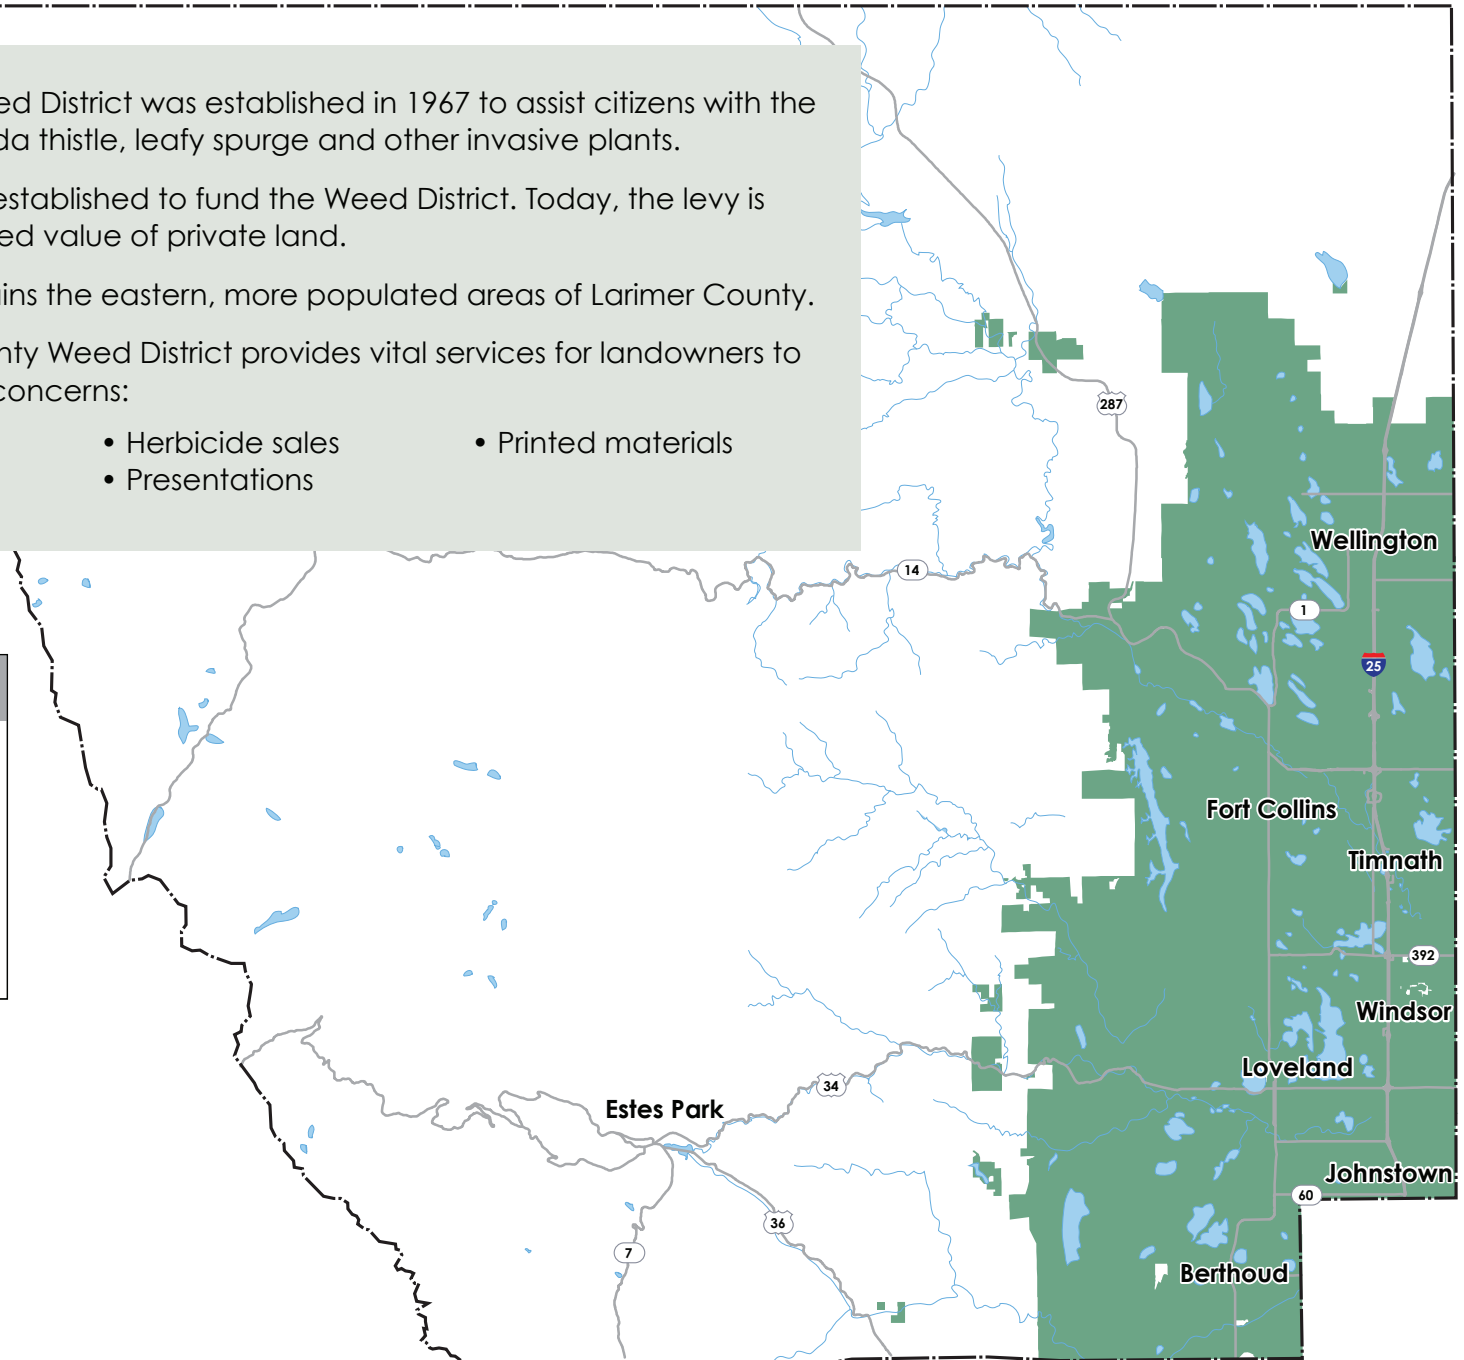 ed District was established in 1967 to assist citizens with the
da thistle, leafy spurge and other invasive plants.
established to fund the Weed District. Today, the levy is
ed value of private land.
ins the eastern, more populated areas of Larimer County.
nty Weed District provides vital services for landowners to
concerns:
• Herbicide sales
• Printed materials
• Presentations
287
Wellington
14
1
25
Fort Collins
Timnath
392
Windsor
Loveland
34
Estes Park
Johnstown
60
36
7
Berthoud